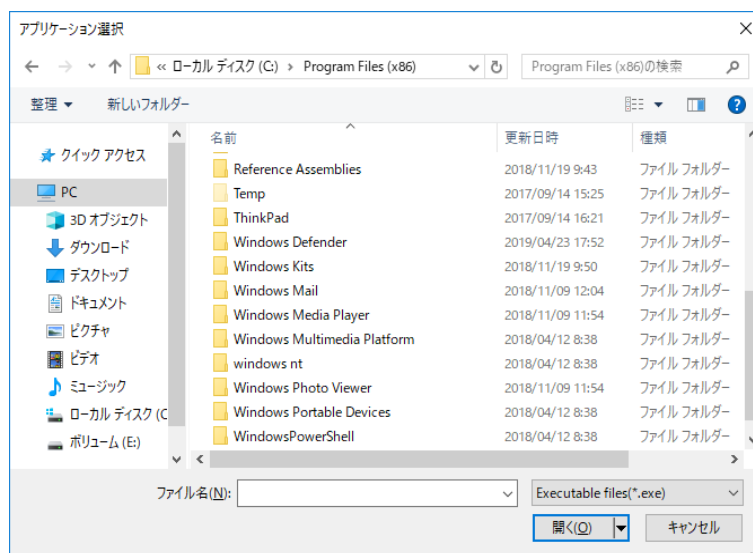 アプリケーション選択
« ローカル ディスク (C:) › Program Files (x86)
Program Files (x86)の検索
整理
新しいフォルダー
名前 更新日時 種類
クイック アクセス
PC
3D オブジェクト
ダウンロード
デスクトップ
ドキュメント
ピクチャ
ビデオ
ミュージック
ローカル ディスク (C
ボリューム (E:)
Reference Assemblies 2018/11/19 9:43 ファイル フォルダー
Temp 2017/09/14 15:25 ファイル フォルダー
ThinkPad 2017/09/14 16:21 ファイル フォルダー
Windows Defender 2019/04/23 17:52 ファイル フォルダー
Windows Kits 2018/11/19 9:50 ファイル フォルダー
Windows Mail 2018/11/09 12:04 ファイル フォルダー
Windows Media Player 2018/11/09 11:54 ファイル フォルダー
Windows Multimedia Platform 2018/04/12 8:38 ファイル フォルダー
windows nt 2018/04/12 8:38 ファイル フォルダー
Windows Photo Viewer 2018/11/09 11:54 ファイル フォルダー
Windows Portable Devices 2018/04/12 8:38 ファイル フォルダー
WindowsPowerShell 2018/04/12 8:38 ファイル フォルダー
ファイル名(N):
Executable files(*.exe)
開く(O)
キャンセル